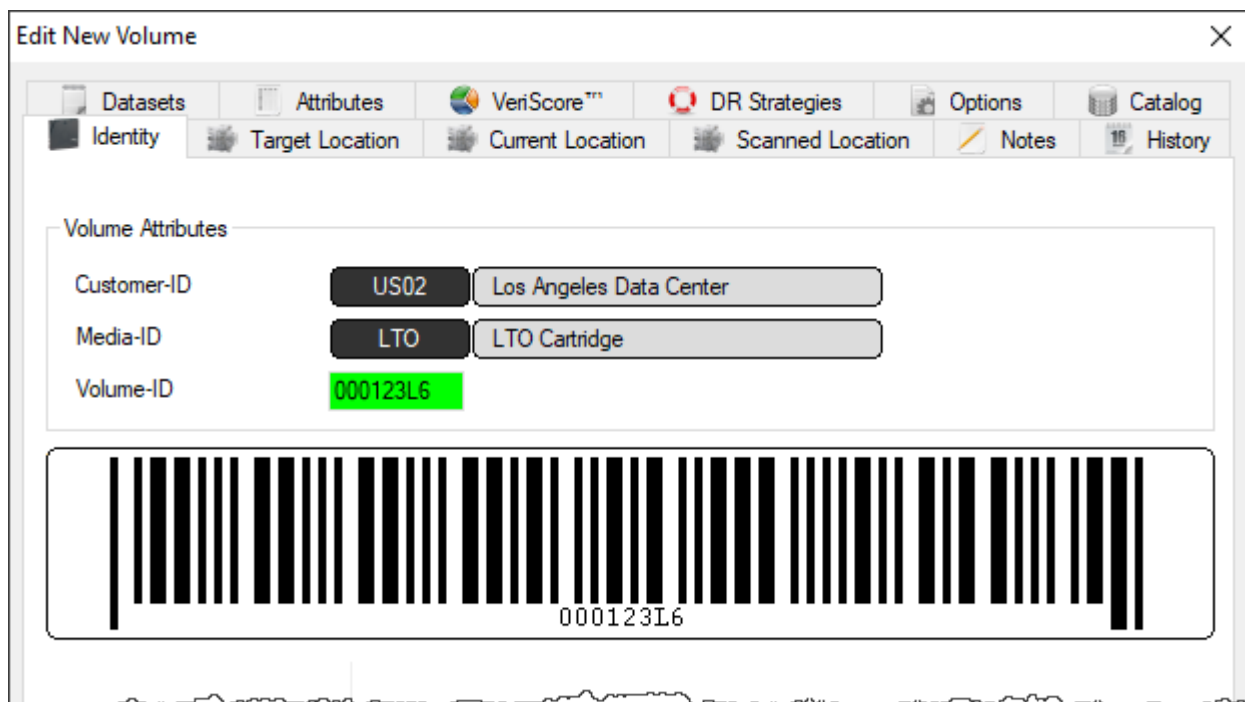 Edit New Volume
Datasets Attributes VeriScore™ DR Strategies Options Catalog
Identity Target Location Current Location Scanned Location Notes 16 History
Volume Attributes
Customer-ID US02 Los Angeles Data Center
Media-ID LTO LTO Cartridge
Volume-ID 000123L6
000123L6